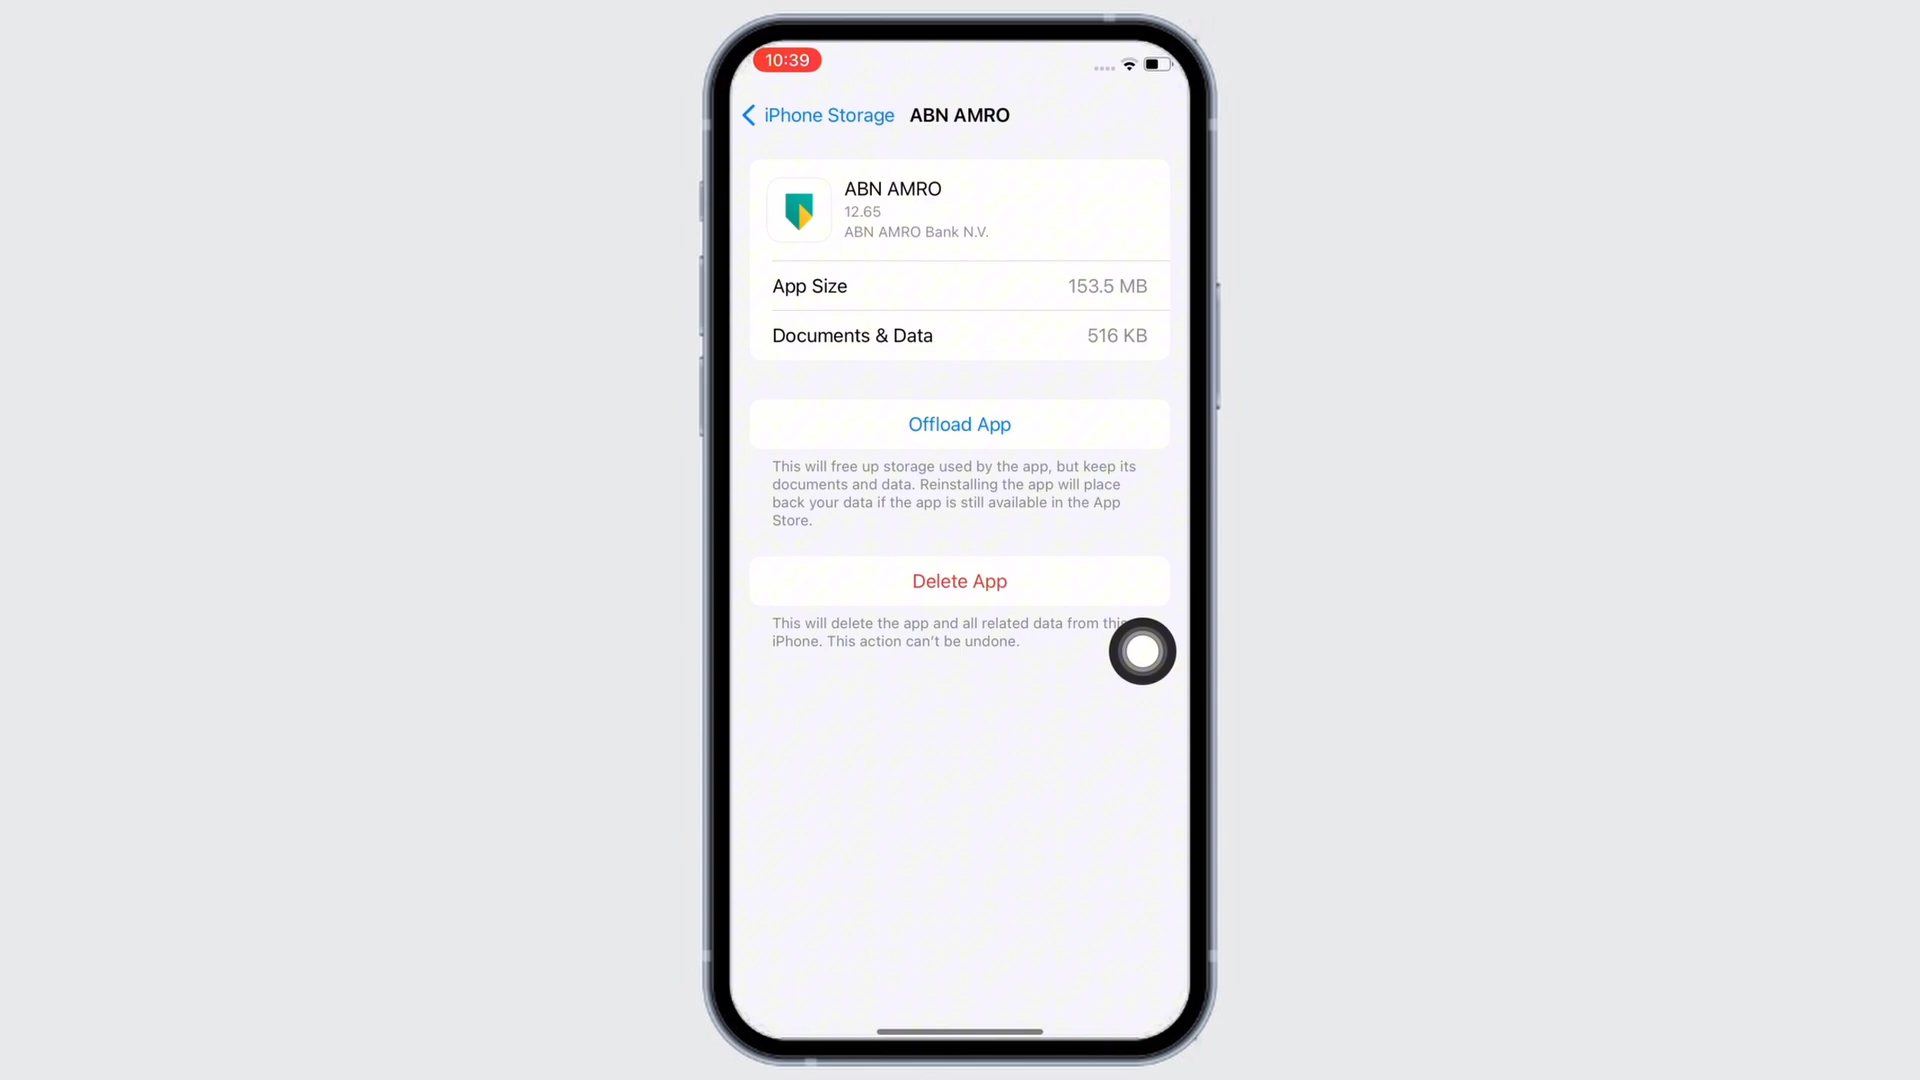 10:39
iPhone Storage ABN AMRO
ABN AMRO
12.65
ABN AMRO Bank N.V.
App Size 153.5 MB
Documents & Data 516 KB
Offload App
This will free up storage used by the app, but keep its
documents and data. Reinstalling the app will place
back your data if the app is still available in the App
Store.
Delete App
This will delete the app and all related data from this
iPhone. This action can't be undone.